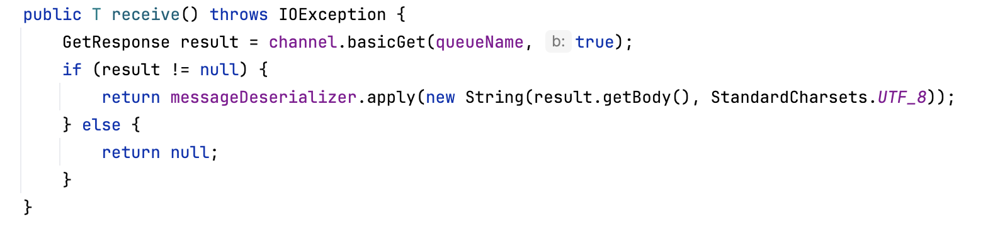 public T receive() throws IOException {
GetResponse result = channel.basicGet(queueName, b: true);
if (result != null) {
return messageDeserializer.apply(new String(result.getBody(), StandardCharsets.UTF_8));
} else {
return null;
}
}